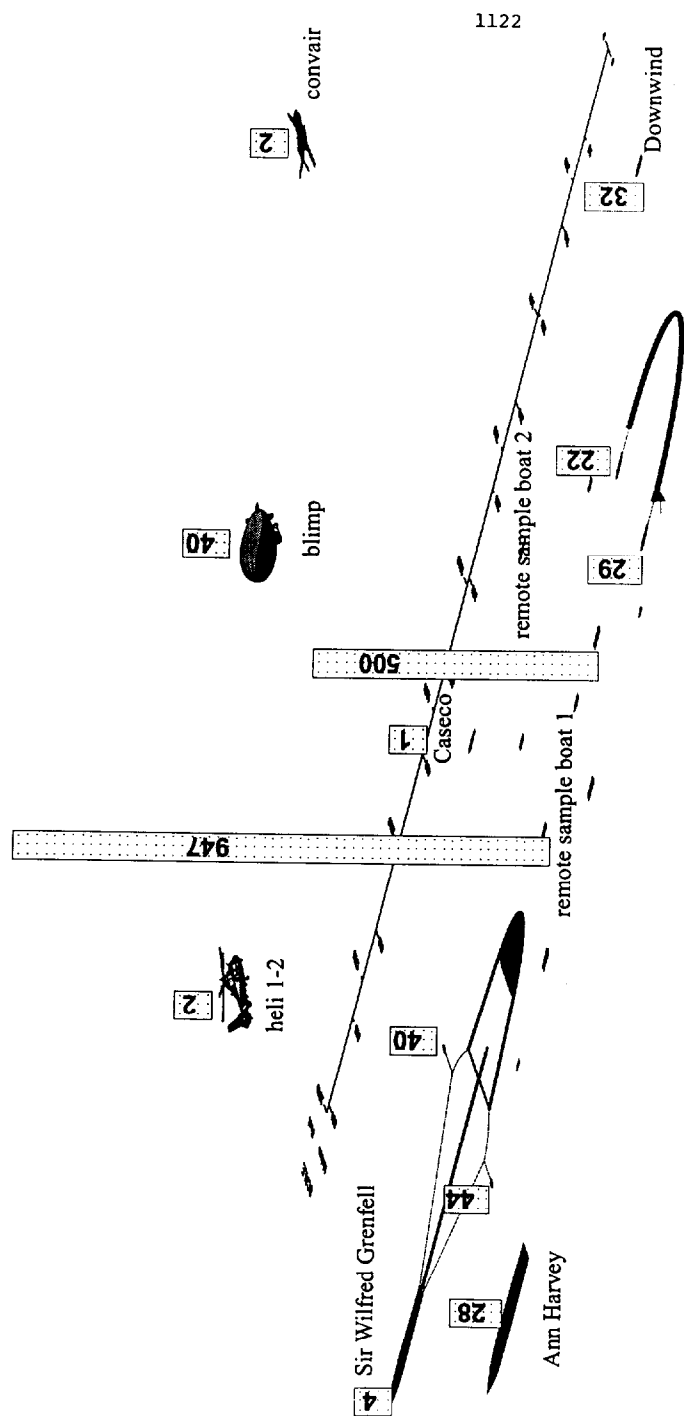 1122
convair
2
Downwind
32
blimp
40
remote sample boat 2
22
29
500
Caseco
1
remote sample boat 1
947
heli 1-2
2
40
44
Sir Wilfred Grenfell
4
Ann Harvey
28